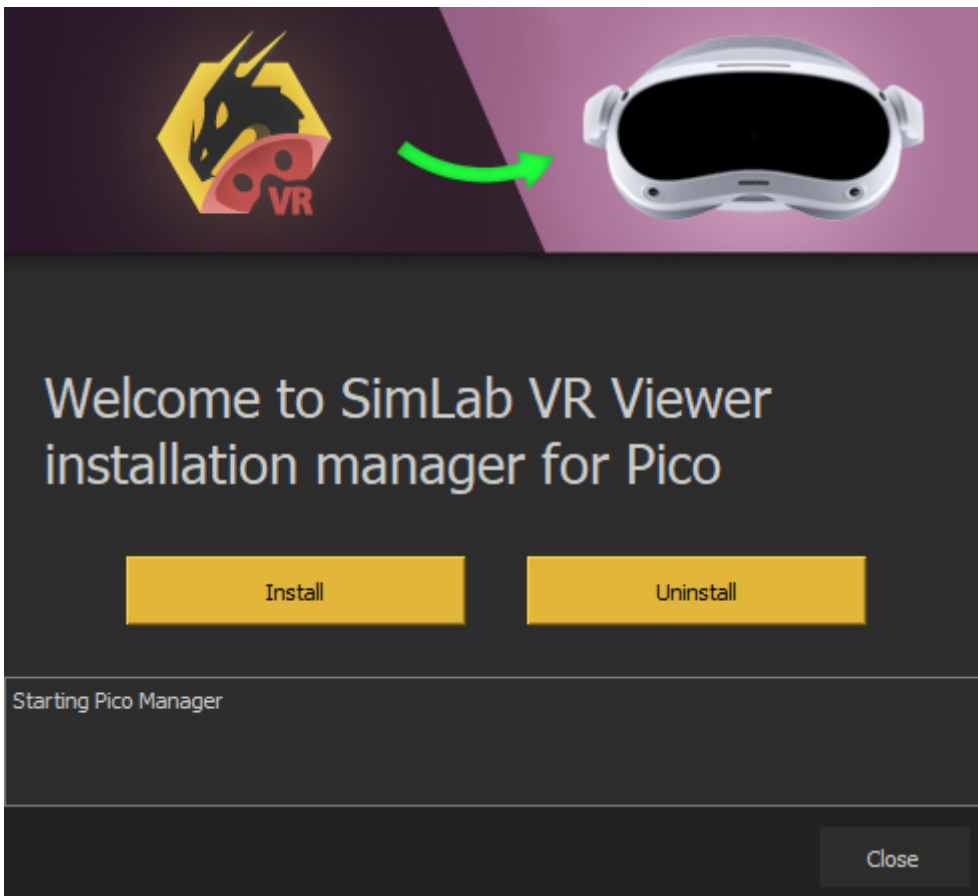 VR
Welcome to SimLab VR Viewer
installation manager for Pico
Install
Uninstall
Starting Pico Manager
Close